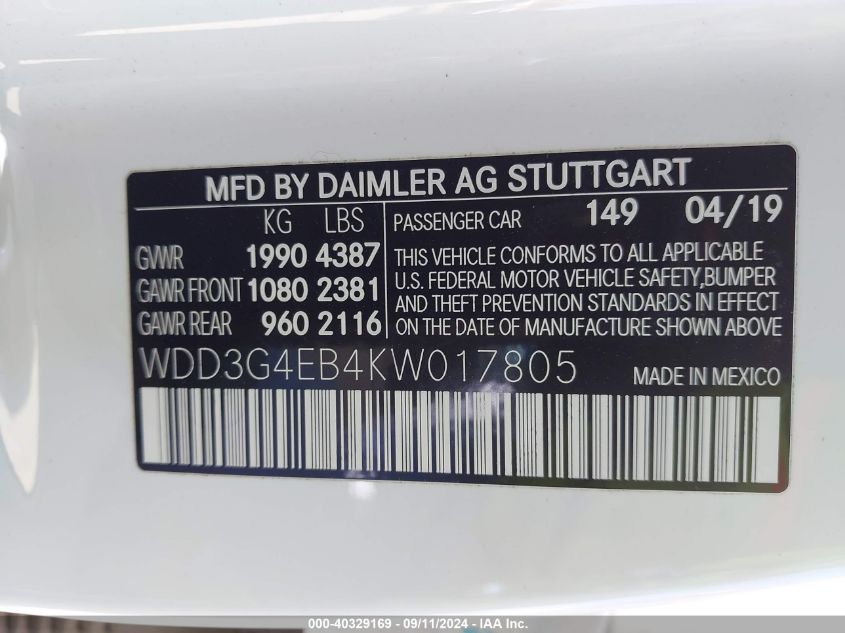 MFD BY DAIMLER AG STUTTGART
KG LBS
GVWR 1990 4387
GAWR FRONT 1080 2381
GAWR REAR 960 2116
PASSENGER CAR 149 04/19
THIS VEHICLE CONFORMS TO ALL APPLICABLE
U.S. FEDERAL MOTOR VEHICLE SAFETY,BUMPER
AND THEFT PREVENTION STANDARDS IN EFFECT
ON THE DATE OF MANUFACTURE SHOWN ABOVE
WDD3G4EB4KW017805 MADE IN MEXICO
000-40329169 - 09/11/2024 - IAA Inc.